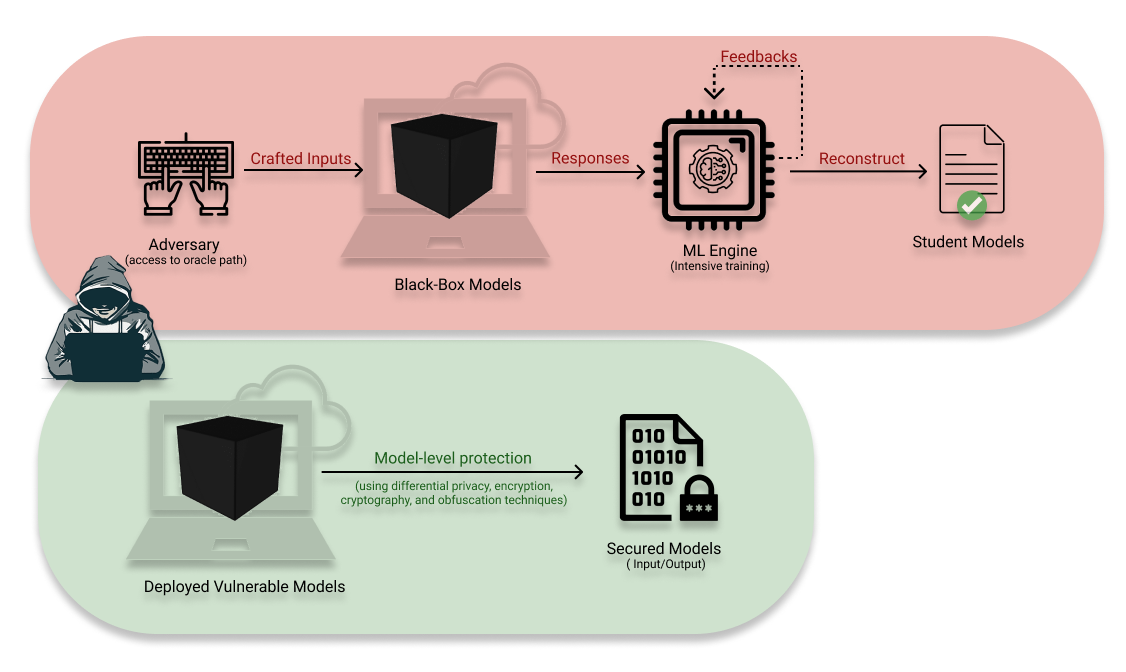 Feedbacks
Crafted Inputs
Responses
Reconstruct
Adversary
(access to oracle path)
Black-Box Models
ML Engine
(Intensive training)
Student Models
Model-level protection
(using differential privacy, encryption,
cryptography, and obfuscation techniques)
010
01010
1010
010
***
Deployed Vulnerable Models
Secured Models
( Input/Output)